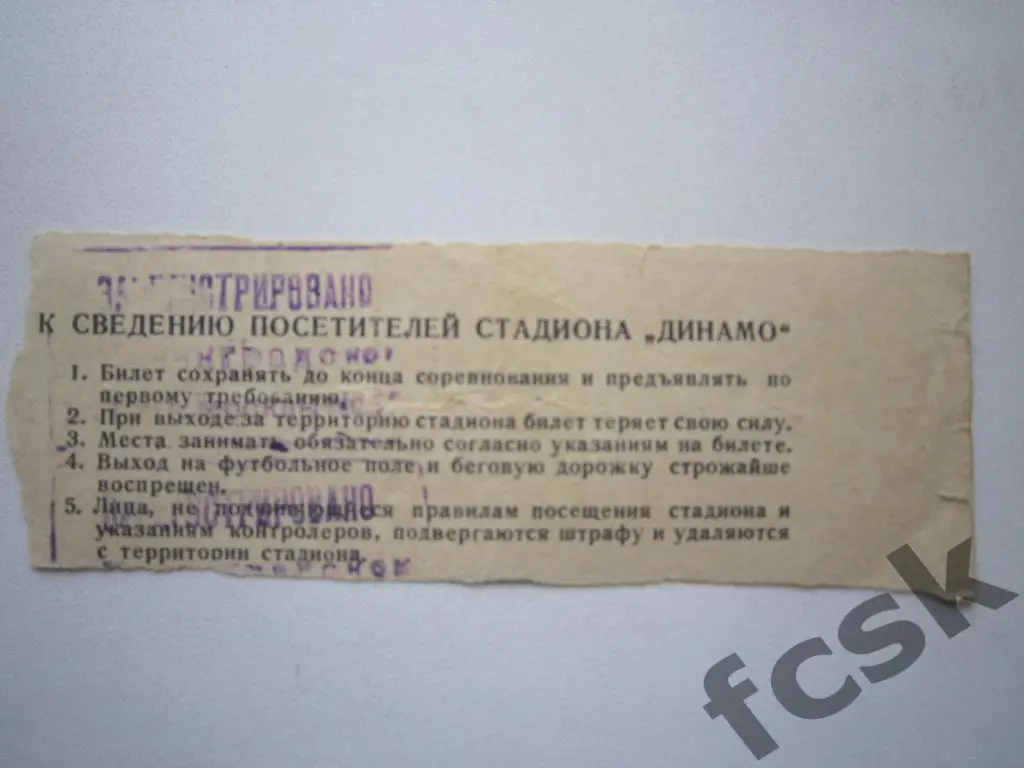 РЕГИСТРИРОВАНО
К СВЕДЕНИЮ ПОСЕТИТЕЛЕЙ СТАДИОНА „ДИНАМО“
1. Билет сохранять до конца соревнования и предъявлять по
первому требованию.
2. При выходе за территорию стадиона билет теряет свою силу.
3. Места занимать обязательно согласно указаниям на билете.
4. Выход на футбольное поле и беговую дорожку строжайше
воспрещен.
5. Лица, не подчиняющиеся правилам посещения стадиона и
указаниям контролеров, подвергаются штрафу и удаляются
с территории стадиона.
fcsk